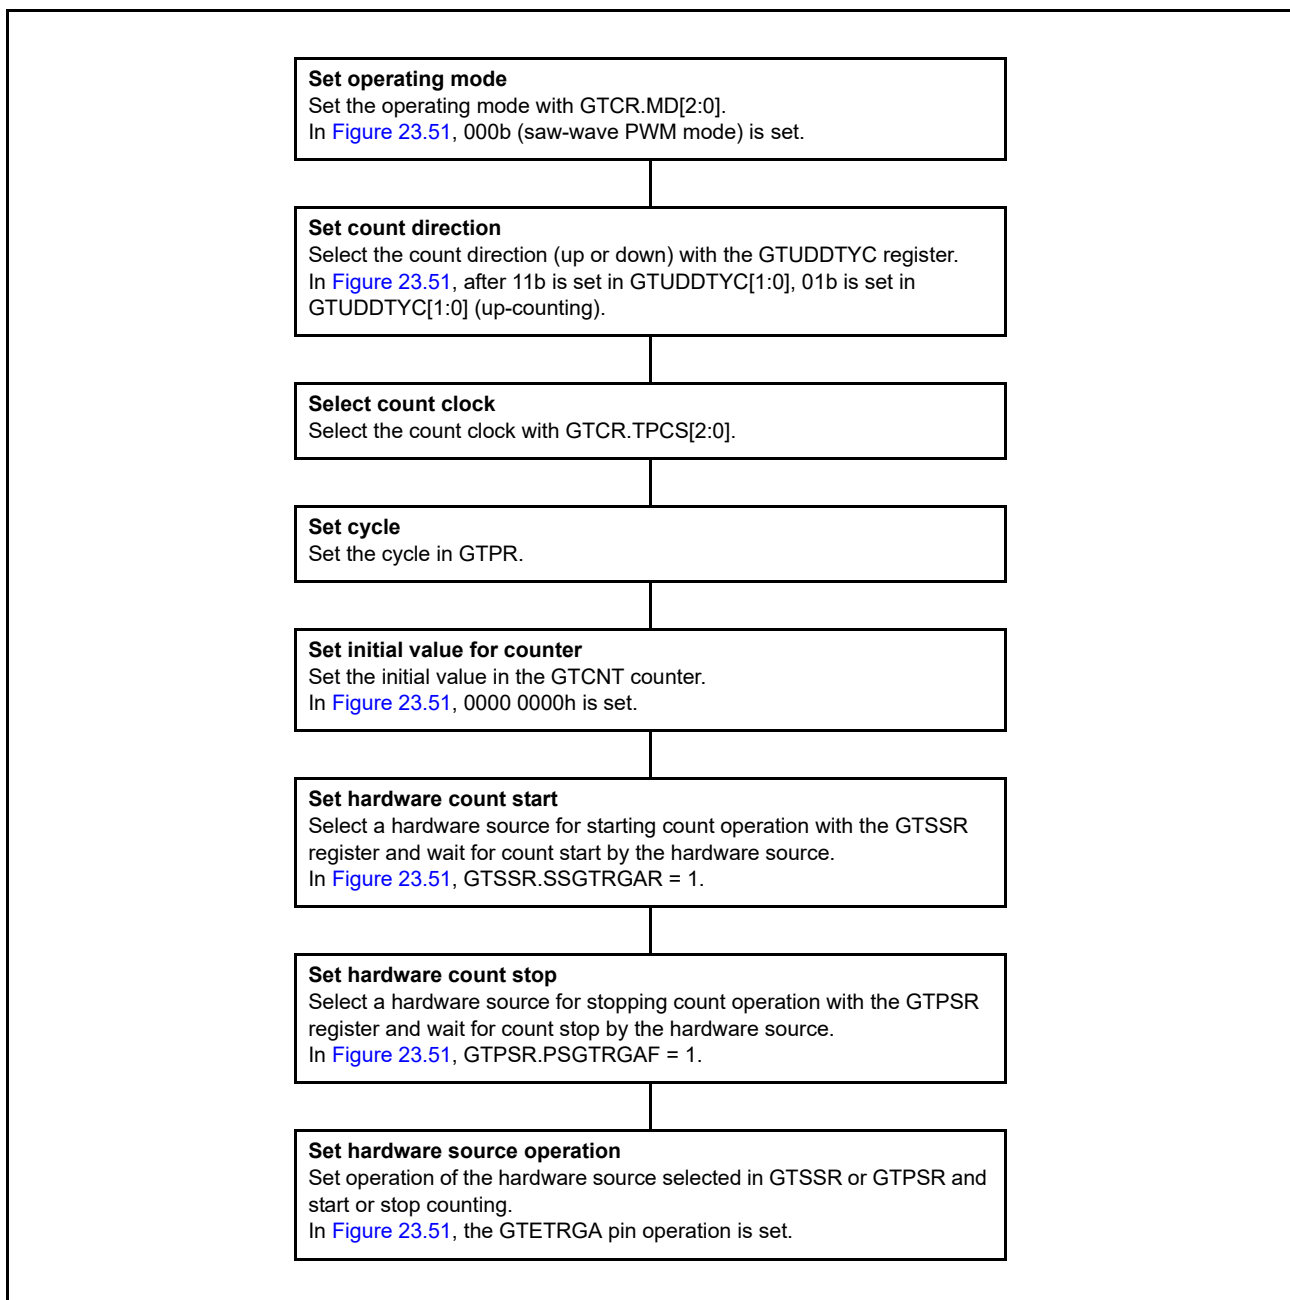 Set operating mode
Set the operating mode with GTCR.MD[2:0].
In Figure 23.51, 000b (saw-wave PWM mode) is set.
Set count direction
Select the count direction (up or down) with the GTUDDTYC register.
In Figure 23.51, after 11b is set in GTUDDTYC[1:0], 01b is set in
GTUDDTYC[1:0] (up-counting).
Select count clock
Select the count clock with GTCR.TPCS[2:0].
Set cycle
Set the cycle in GTPR.
Set initial value for counter
Set the initial value in the GTCNT counter.
In Figure 23.51, 0000 0000h is set.
Set hardware count start
Select a hardware source for starting count operation with the GTSSR
register and wait for count start by the hardware source.
In Figure 23.51, GTSSR.SSGTRGAR = 1.
Set hardware count stop
Select a hardware source for stopping count operation with the GTPSR
register and wait for count stop by the hardware source.
In Figure 23.51, GTPSR.PSGTRGAF = 1.
Set hardware source operation
Set operation of the hardware source selected in GTSSR or GTPSR and
start or stop counting.
In Figure 23.51, the GTETRGA pin operation is set.